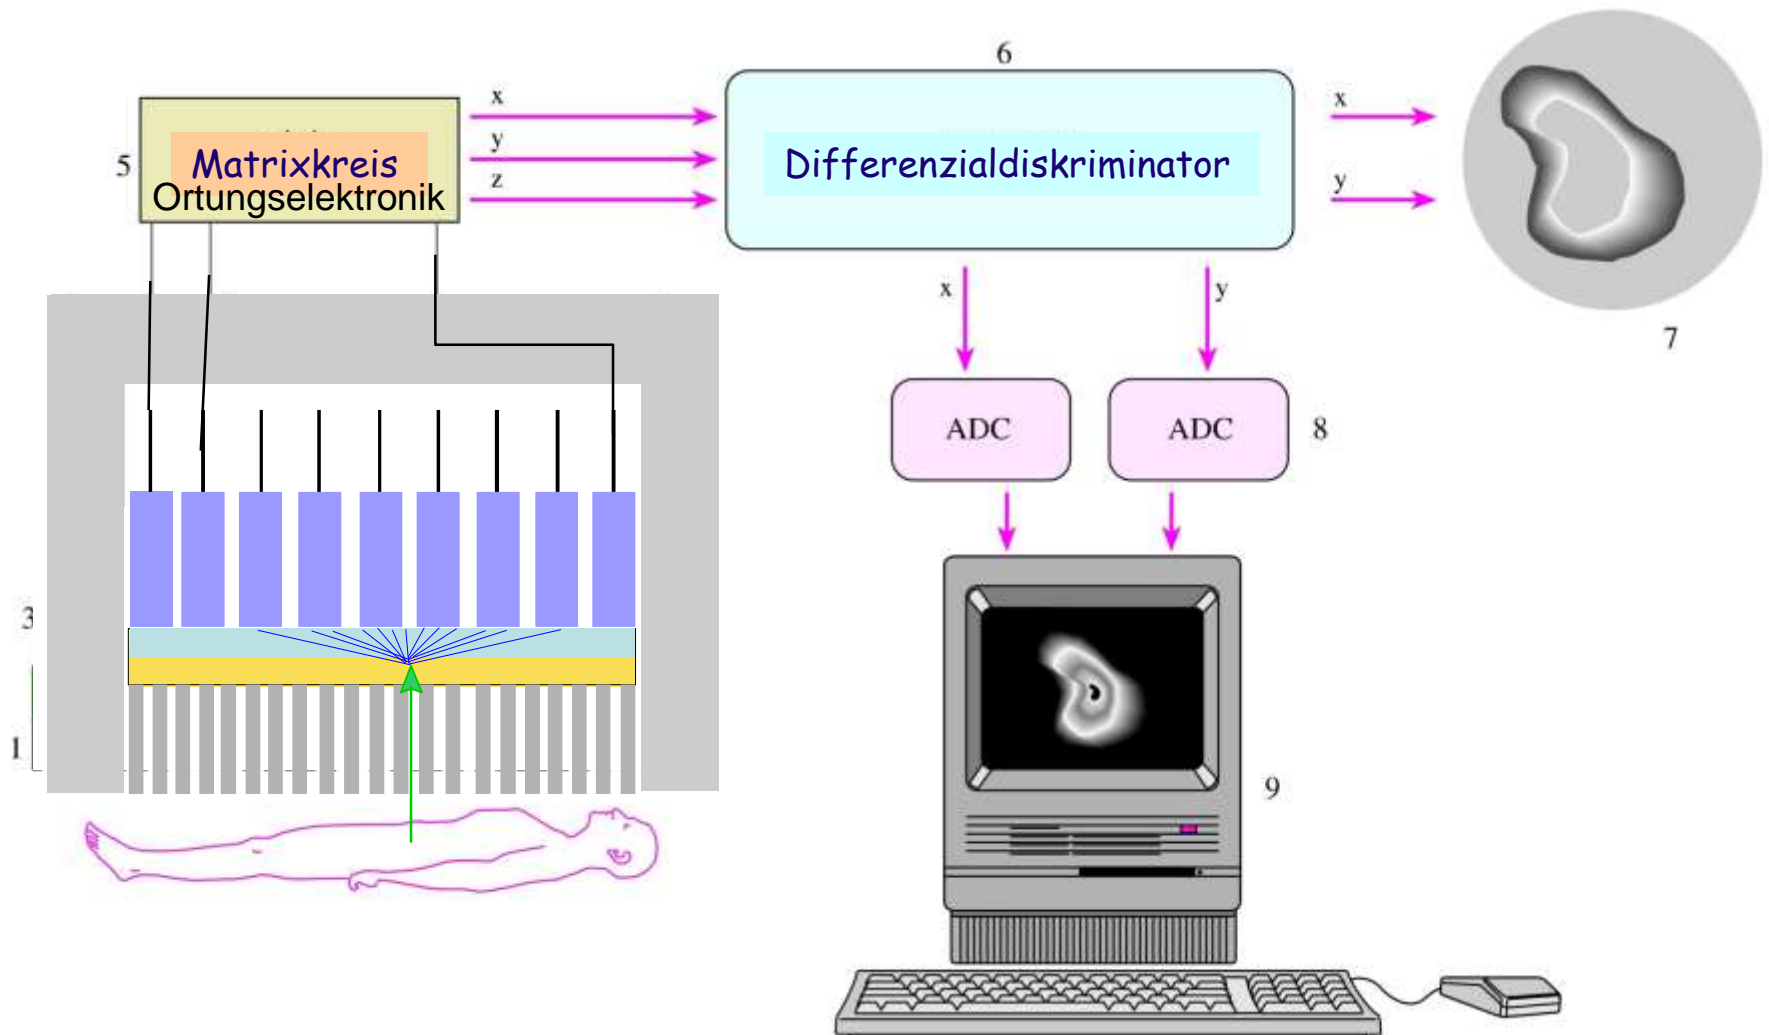 6
x
y
z
5
Matrixkreis
Ortungselektronik
Differenzialdiskriminator
x
y
7
x
y
ADC
ADC
8
3
1
9